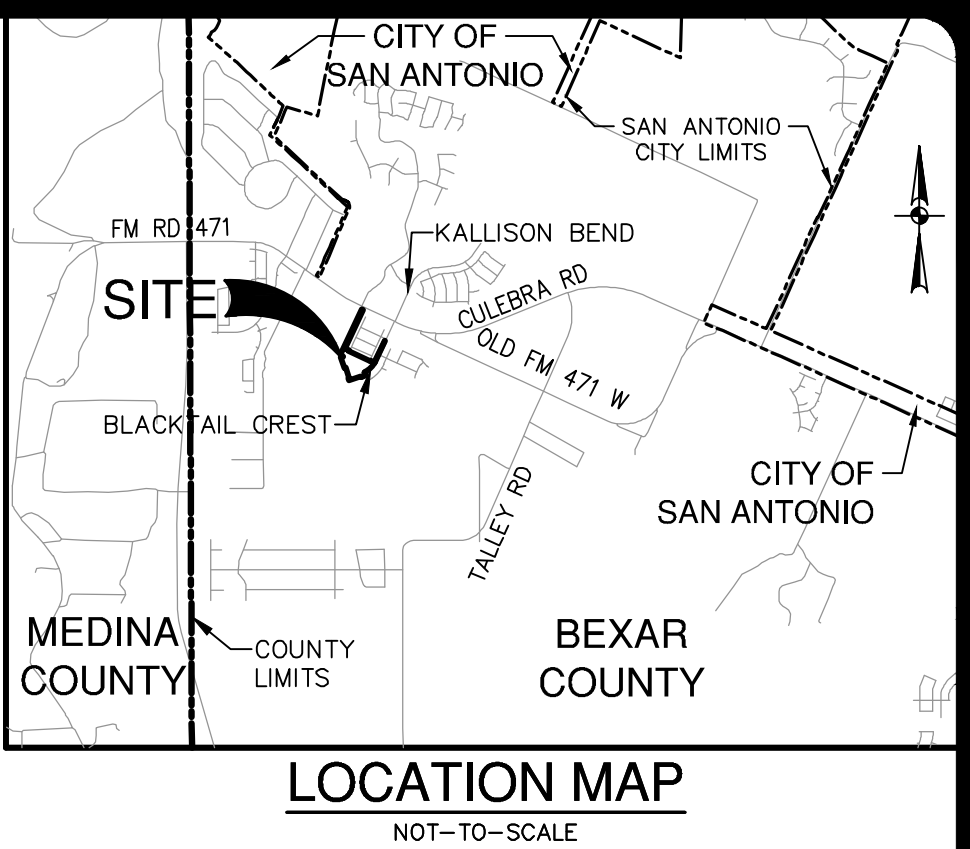 CITY OF
SAN ANTONIO
SAN ANTONIO
CITY LIMITS
FM RD 471
KALLISON BEND
SITE
CULEBRA RD
OLD FM 471 W
BLACKTAIL CREST
CITY OF
SAN ANTONIO
TALLEY RD
MEDINA
COUNTY
COUNTY
LIMITS
BEXAR
COUNTY
LOCATION MAP
NOT-TO-SCALE